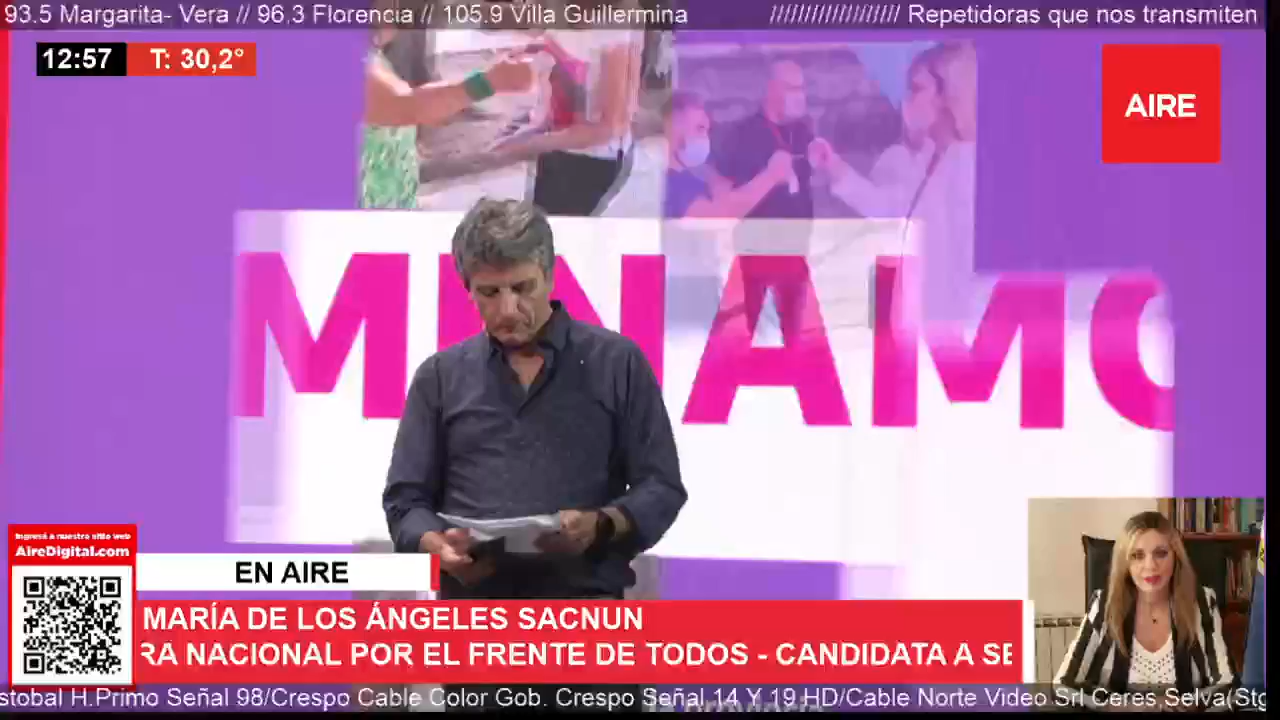 93.5 Margarita- Vera // 96.3 Florencia // 105.9 Villa Guillermina /////////////////// Repetidoras que nos transmiten
12:57 T: 30,2°
AIRE
MINAMO
Ingresá a nuestro sitio web
AireDigital.com
EN AIRE
MARÍA DE LOS ÁNGELES SACNUN
RA NACIONAL POR EL FRENTE DE TODOS - CANDIDATA A SE
stobal H.Primo Señal 98/Crespo Cable Color Gob. Crespo Señal 14 Y 19 HD/Cable Norte Video Srl Ceres,Selva(Stg